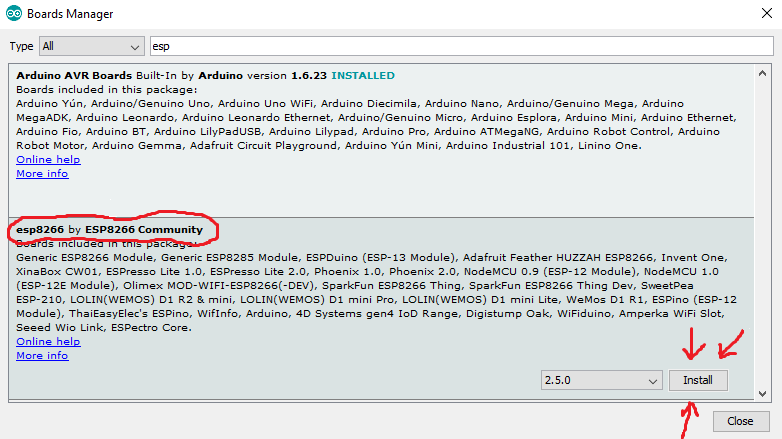 Boards Manager
Type All esp
Arduino AVR Boards Built-In by Arduino version 1.6.23 INSTALLED
Boards included in this package:
Arduino Yún, Arduino/Genuino Uno, Arduino Uno WiFi, Arduino Diecimila, Arduino Nano, Arduino/Genuino Mega, Arduino
MegaADK, Arduino Leonardo, Arduino Leonardo Ethernet, Arduino/Genuino Micro, Arduino Esplora, Arduino Mini, Arduino Ethernet,
Arduino Fio, Arduino BT, Arduino LilyPadUSB, Arduino Lilypad, Arduino Pro, Arduino ATMegaNG, Arduino Robot Control, Arduino
Robot Motor, Arduino Gemma, Adafruit Circuit Playground, Arduino Yún Mini, Arduino Industrial 101, Linino One.
Online help
More info
esp8266 by ESP8266 Community
Boards included in this package:
Generic ESP8266 Module, Generic ESP8285 Module, ESPDuino (ESP-13 Module), Adafruit Feather HUZZAH ESP8266, Invent One,
XinaBox CW01, ESPresso Lite 1.0, ESPresso Lite 2.0, Phoenix 1.0, Phoenix 2.0, NodeMCU 0.9 (ESP-12 Module), NodeMCU 1.0
(ESP-12E Module), Olimex MOD-WIFI-ESP8266(-DEV), SparkFun ESP8266 Thing, SparkFun ESP8266 Thing Dev, SweetPea
ESP-210, LOLIN(WEMOS) D1 R2 & mini, LOLIN(WEMOS) D1 mini Pro, LOLIN(WEMOS) D1 mini Lite, WeMos D1 R1, ESPino (ESP-12
Module), ThaiEasyElec's ESPino, WifInfo, Arduino, 4D Systems gen4 IoD Range, Digistump Oak, WiFiduino, Amperka WiFi Slot,
Seeed Wio Link, ESPectro Core.
Online help
More info
2.5.0 Install
Close